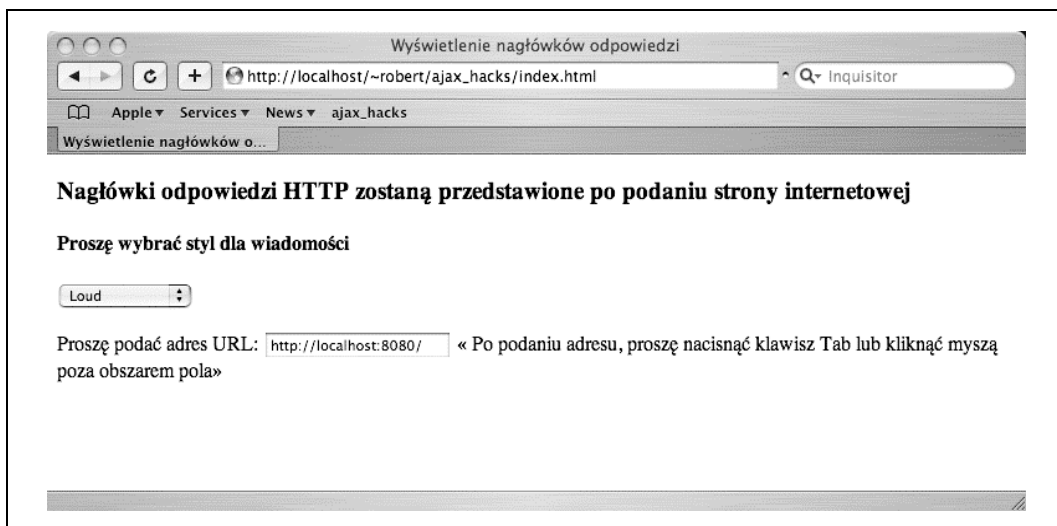 Wyświetlenie nagłówków odpowiedzi
http://localhost/~robert/ajax_hacks/index.html
Inquisitor
Apple Services News ajax_hacks
Wyświetlenie nagłówków o...
Nagłówki odpowiedzi HTTP zostaną przedstawione po podaniu strony internetowej
Proszę wybrać styl dla wiadomości
Loud
Proszę podać adres URL: http://localhost:8080/ « Po podaniu adresu, proszę nacisnąć klawisz Tab lub kliknąć myszą
poza obszarem pola»